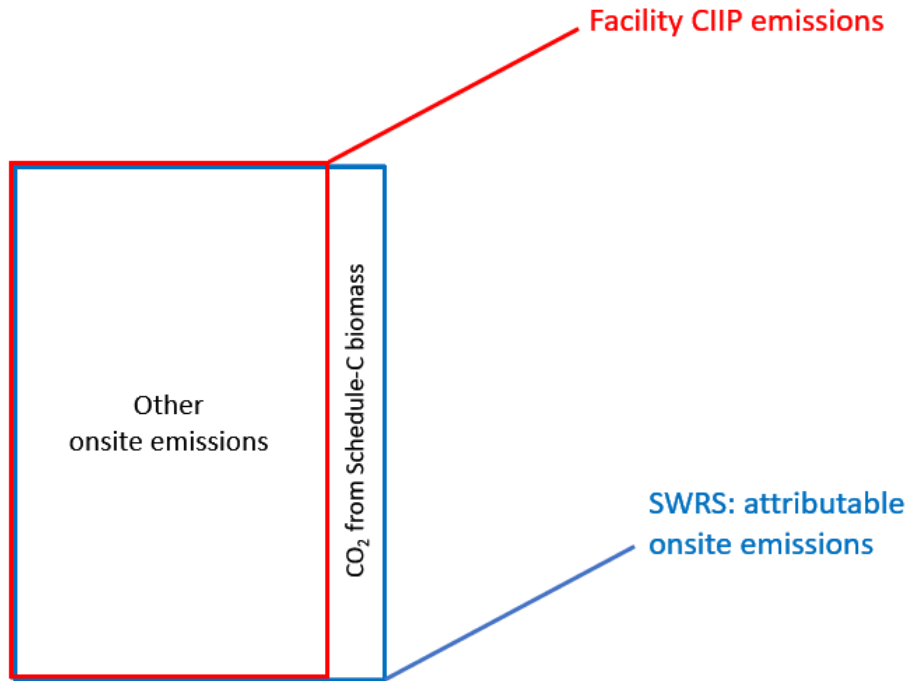 Facility CIIP emissions
Other
onsite emissions
CO₂ from Schedule-C biomass
SWRS: attributable
onsite emissions